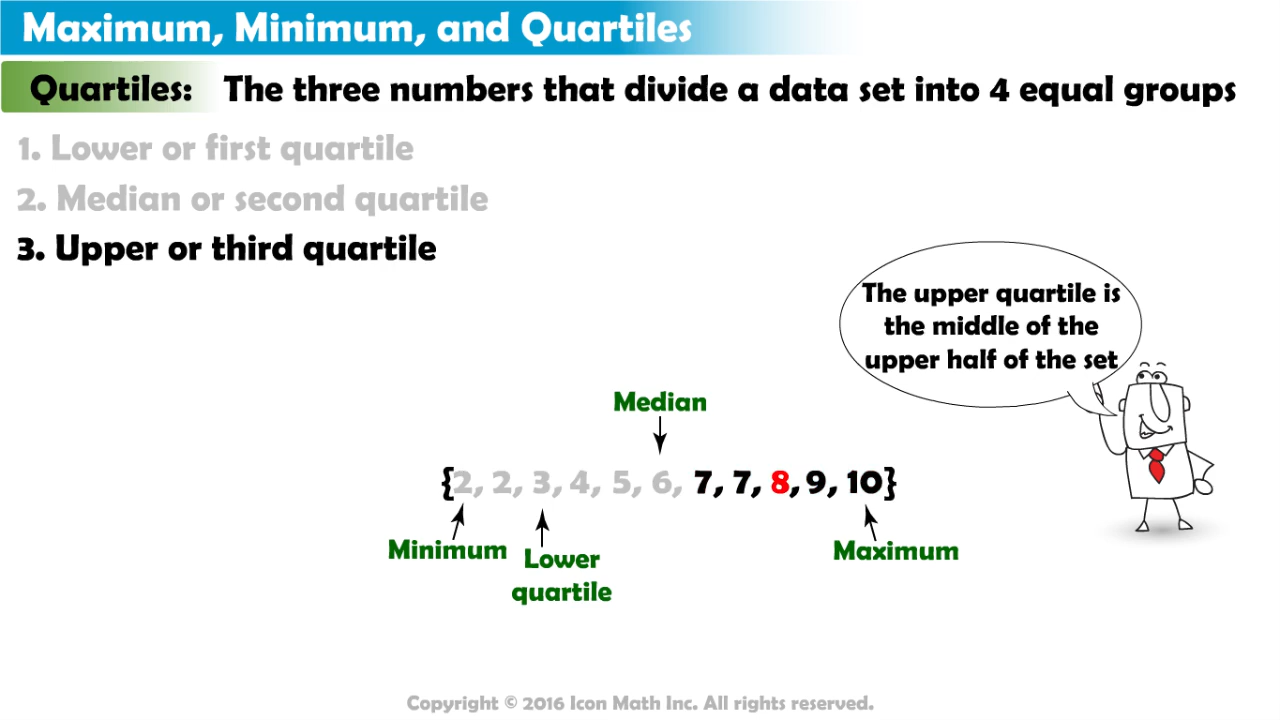 Maximum, Minimum, and Quartiles
Quartiles: The three numbers that divide a data set into 4 equal groups
1. Lower or first quartile
2. Median or second quartile
3. Upper or third quartile
The upper quartile is
the middle of the
upper half of the set
Median
{2, 2, 3, 4, 5, 6, 7, 7, 8, 9, 10}
Minimum
Lower
quartile
Maximum
Copyright © 2016 Icon Math Inc. All rights reserved.